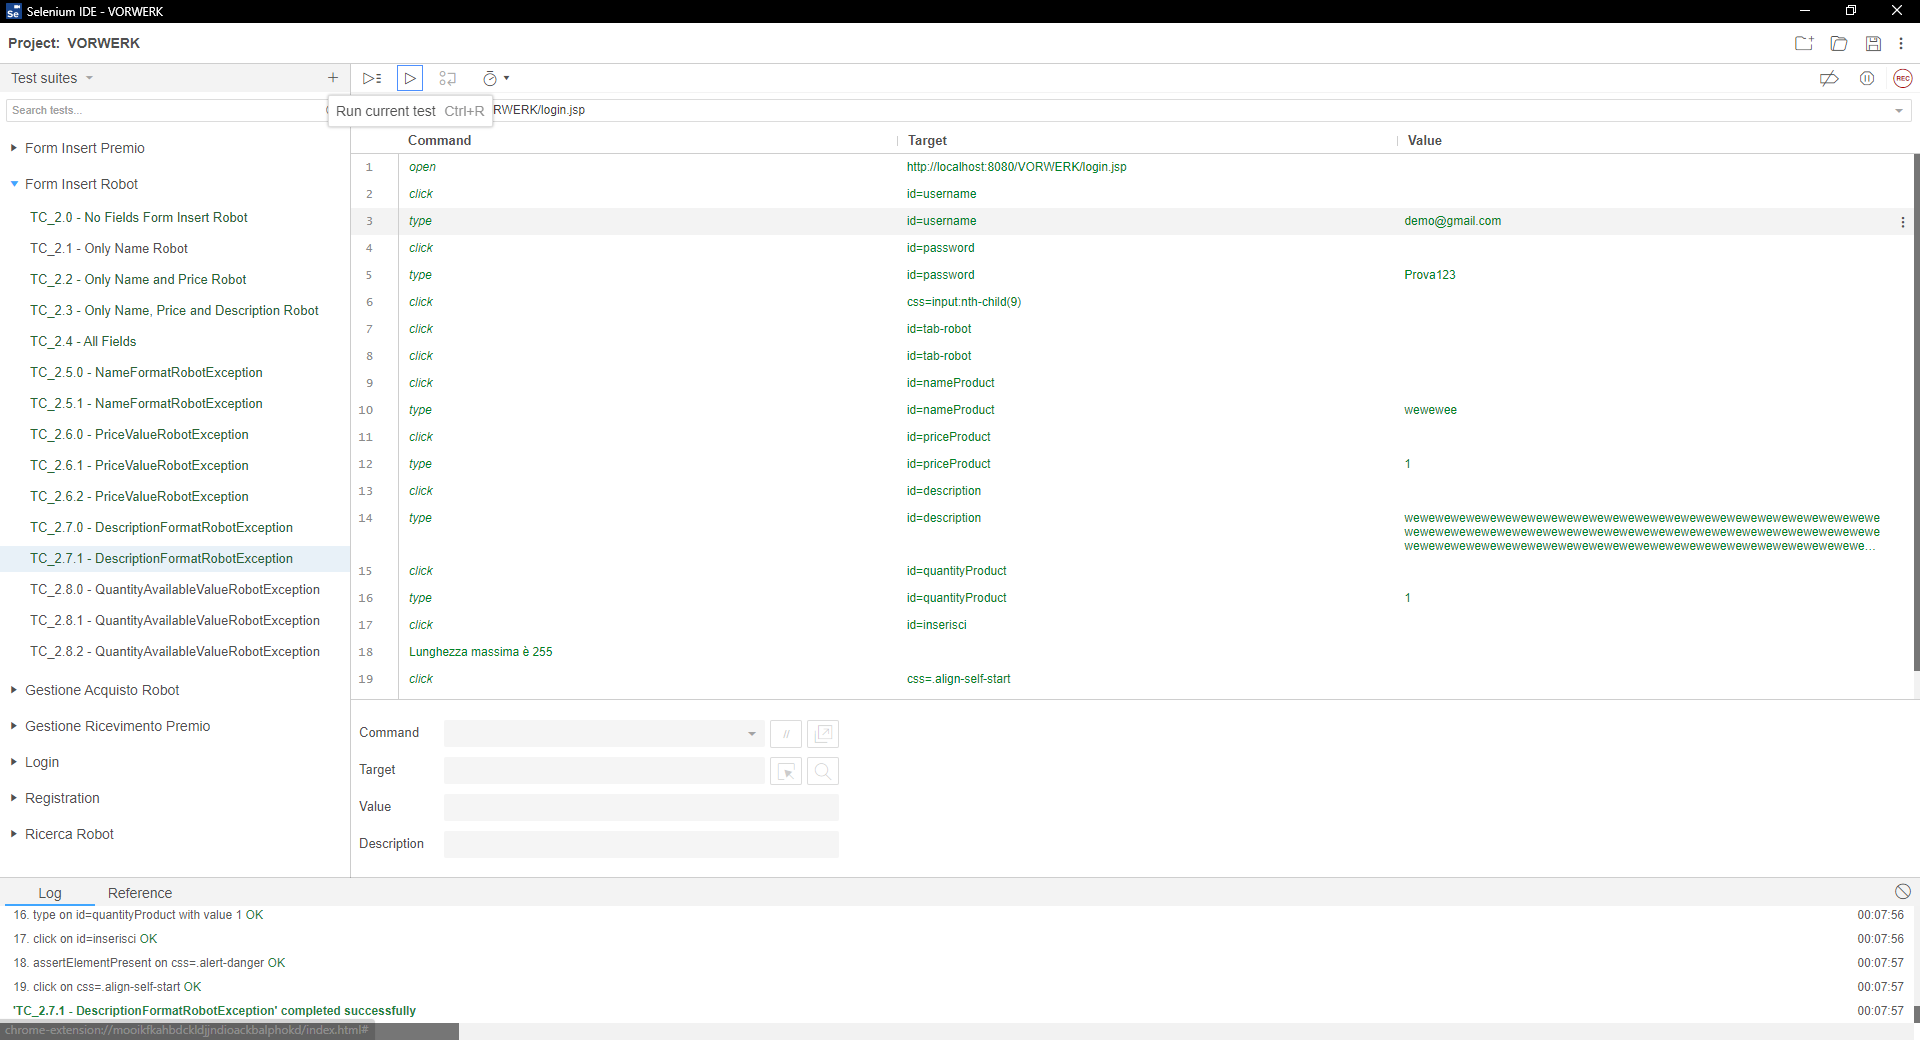 Selenium IDE - VORWERK
Project: VORWERK
Test suites
Search tests...
Run current test Ctrl+R
RWERK/login.jsp
REC
Form Insert Premio
Form Insert Robot
TC_2.0 - No Fields Form Insert Robot
TC_2.1 - Only Name Robot
TC_2.2 - Only Name and Price Robot
TC_2.3 - Only Name, Price and Description Robot
TC_2.4 - All Fields
TC_2.5.0 - NameFormatRobotException
TC_2.5.1 - NameFormatRobotException
TC_2.6.0 - PriceValueRobotException
TC_2.6.1 - PriceValueRobotException
TC_2.6.2 - PriceValueRobotException
TC_2.7.0 - DescriptionFormatRobotException
TC_2.7.1 - DescriptionFormatRobotException
TC_2.8.0 - QuantityAvailableValueRobotException
TC_2.8.1 - QuantityAvailableValueRobotException
TC_2.8.2 - QuantityAvailableValueRobotException
Gestione Acquisto Robot
Gestione Ricevimento Premio
Login
Registration
Ricerca Robot
Command Target Value
1 open http://localhost:8080/VORWERK/login.jsp
2 click id=username
3 type id=username demo@gmail.com
4 click id=password
5 type id=password Prova123
6 click css=input:nth-child(9)
7 click id=tab-robot
8 click id=tab-robot
9 click id=nameProduct
10 type id=nameProduct wewewee
11 click id=priceProduct
12 type id=priceProduct 1
13 click id=description
14 type id=description
15 click id=quantityProduct
16 type id=quantityProduct 1
17 click id=inserisci
18 Lunghezza massima è 255
19 click css=.align-self-start
Command
//
Target
Value
Description
Log Reference
16. type on id=quantityProduct with value 1 OK 00:07:56
17. click on id=inserisci OK 00:07:56
18. assertElementPresent on css=.alert-danger OK 00:07:57
19. click on css=.align-self-start OK 00:07:57
'TC_2.7.1 - DescriptionFormatRobotException' completed successfully 00:07:57
chrome-extension://mooikfkahbdckldjjndioackbalphokd/index.html#